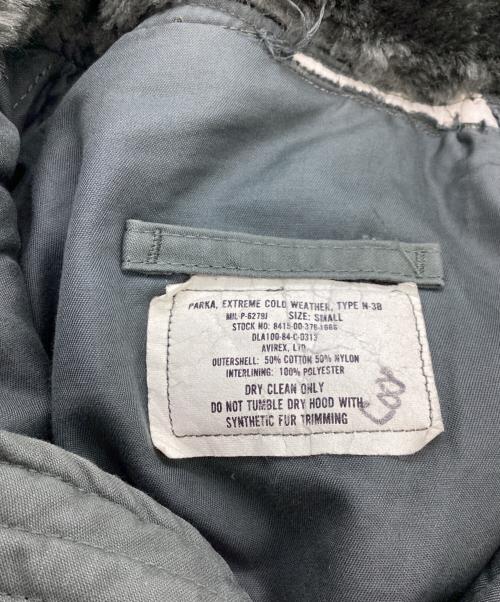 PARKA, EXTREME COLD WEATHER, TYPE N-3B
MIL-P-6279J SIZE: SMALL
STOCK NO: 8415-00-376-1666
DLA100-84-C-0313
AVIREX, LTD
OUTERSHELL: 50% COTTON 50% NYLON
INTERLINING: 100% POLYESTER
DRY CLEAN ONLY
DO NOT TUMBLE DRY HOOD WITH
SYNTHETIC FUR TRIMMING